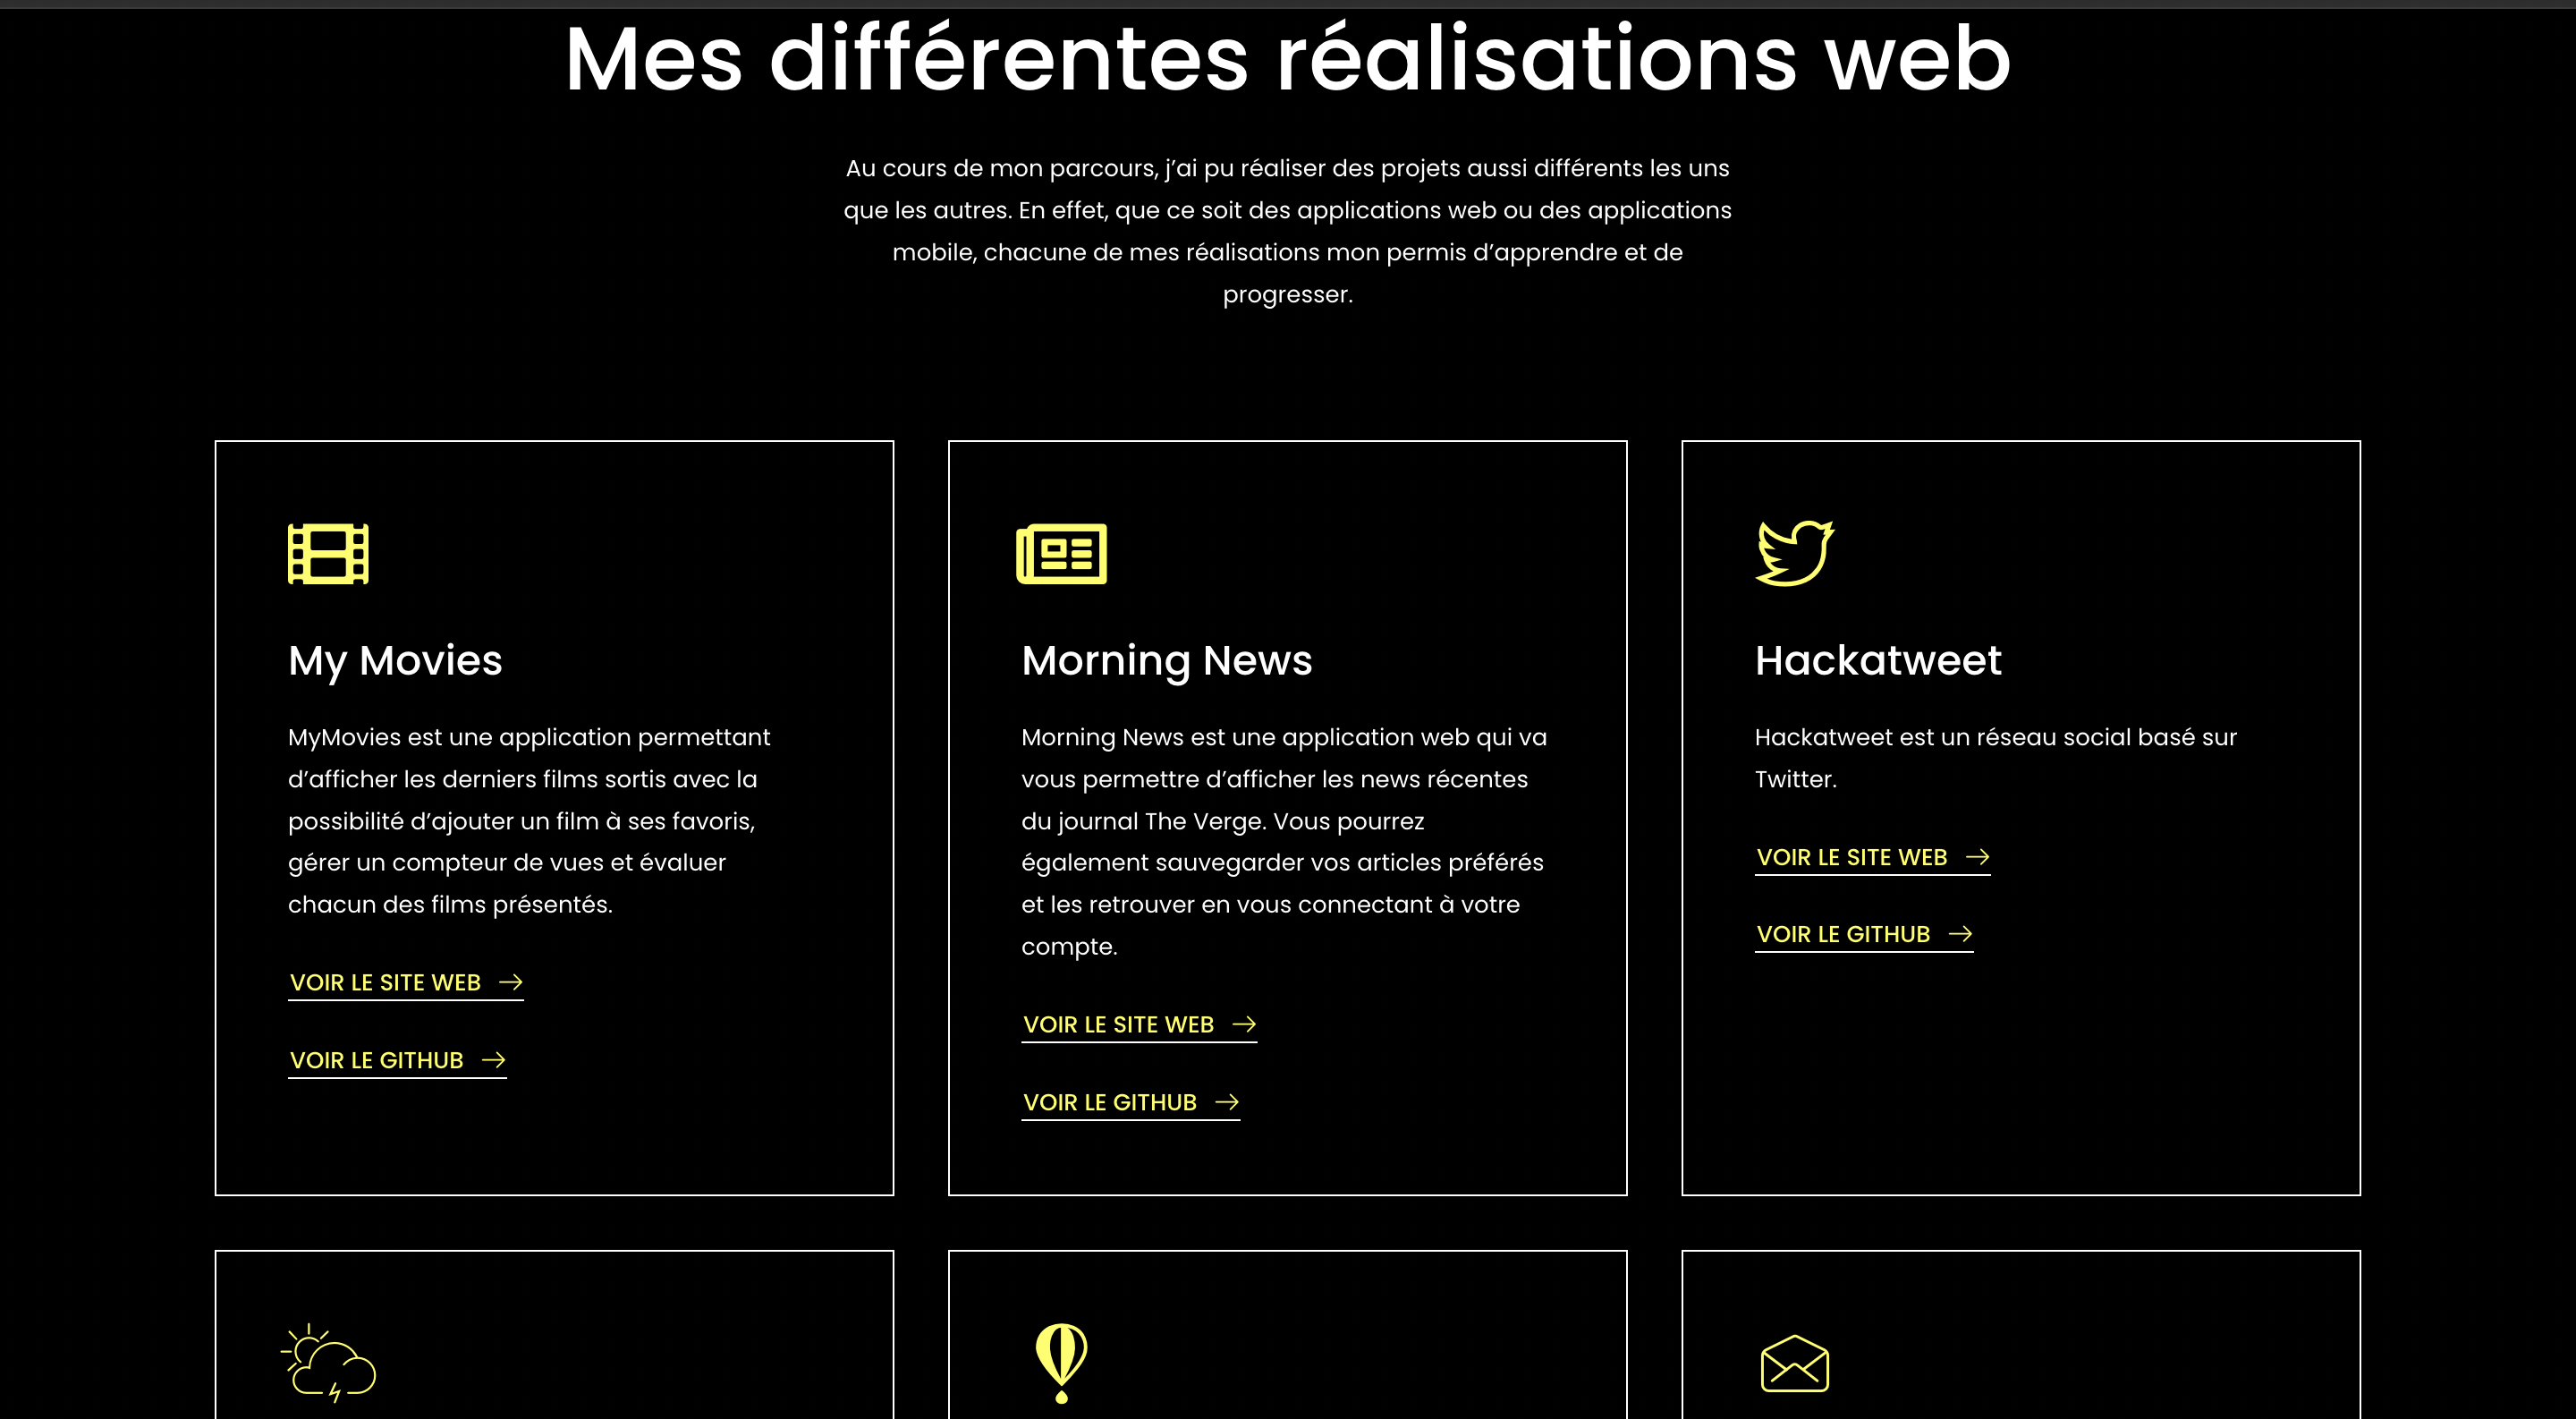 Mes différentes réalisations web
Au cours de mon parcours, j’ai pu réaliser des projets aussi différents les uns
que les autres. En effet, que ce soit des applications web ou des applications
mobile, chacune de mes réalisations mon permis d’apprendre et de
progresser.
My Movies
MyMovies est une application permettant
d’afficher les derniers films sortis avec la
possibilité d’ajouter un film à ses favoris,
gérer un compteur de vues et évaluer
chacun des films présentés.
VOIR LE SITE WEB
VOIR LE GITHUB
Morning News
Morning News est une application web qui va
vous permettre d’afficher les news récentes
du journal The Verge. Vous pourrez
également sauvegarder vos articles préférés
et les retrouver en vous connectant à votre
compte.
VOIR LE SITE WEB
VOIR LE GITHUB
Hackatweet
Hackatweet est un réseau social basé sur
Twitter.
VOIR LE SITE WEB
VOIR LE GITHUB